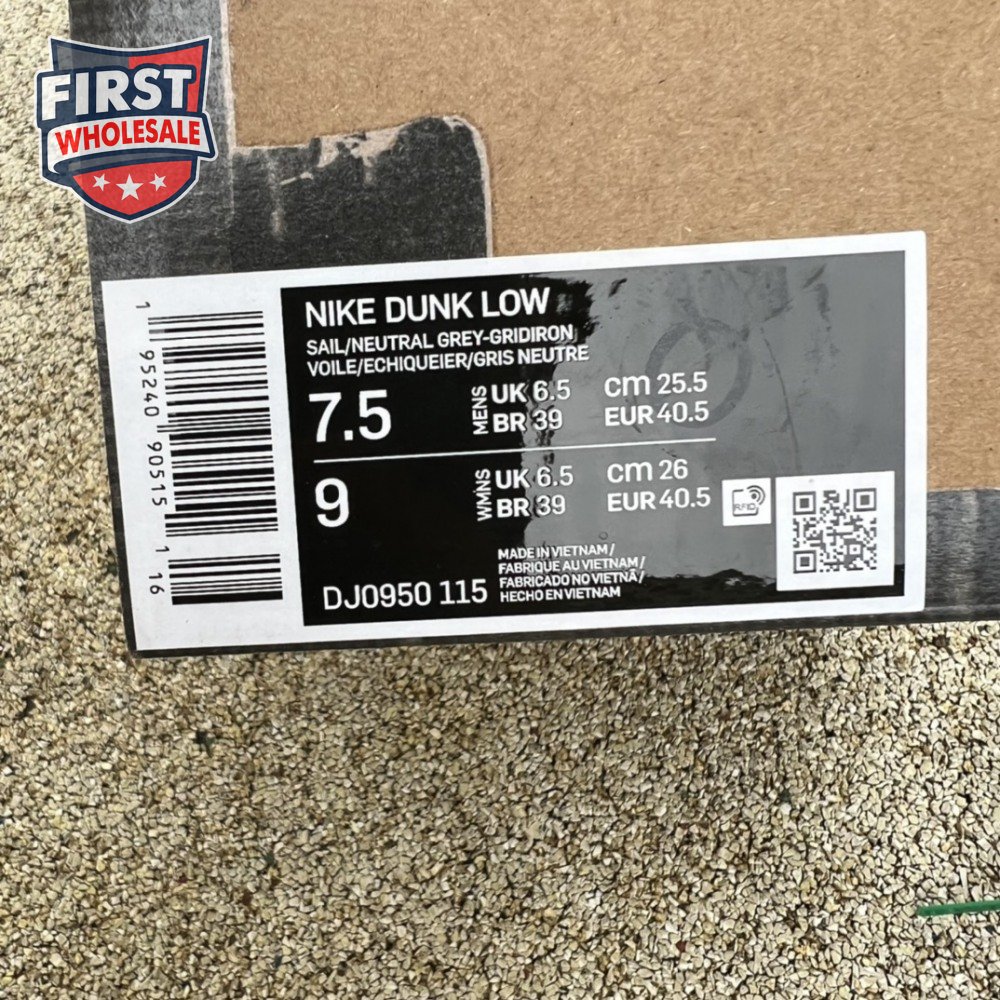 FIRST
WHOLESALE
NIKE DUNK LOW
SAIL/NEUTRAL GREY-GRIDIRON
VOILE/ECHIQUEIER/GRIS NEUTRE
7.5
MENS
UK 6.5
cm 25.5
BR 39
EUR 40.5
9
WMNS
UK 6.5
cm 26
BR 39
EUR 40.5
RFID
DJ0950 115
MADE IN VIETNAM/
FABRIQUE AU VIETNAM/
FABRICADO NO VIETNÃ/
HECHO EN VIETNAM
1 95240 90515 1 16